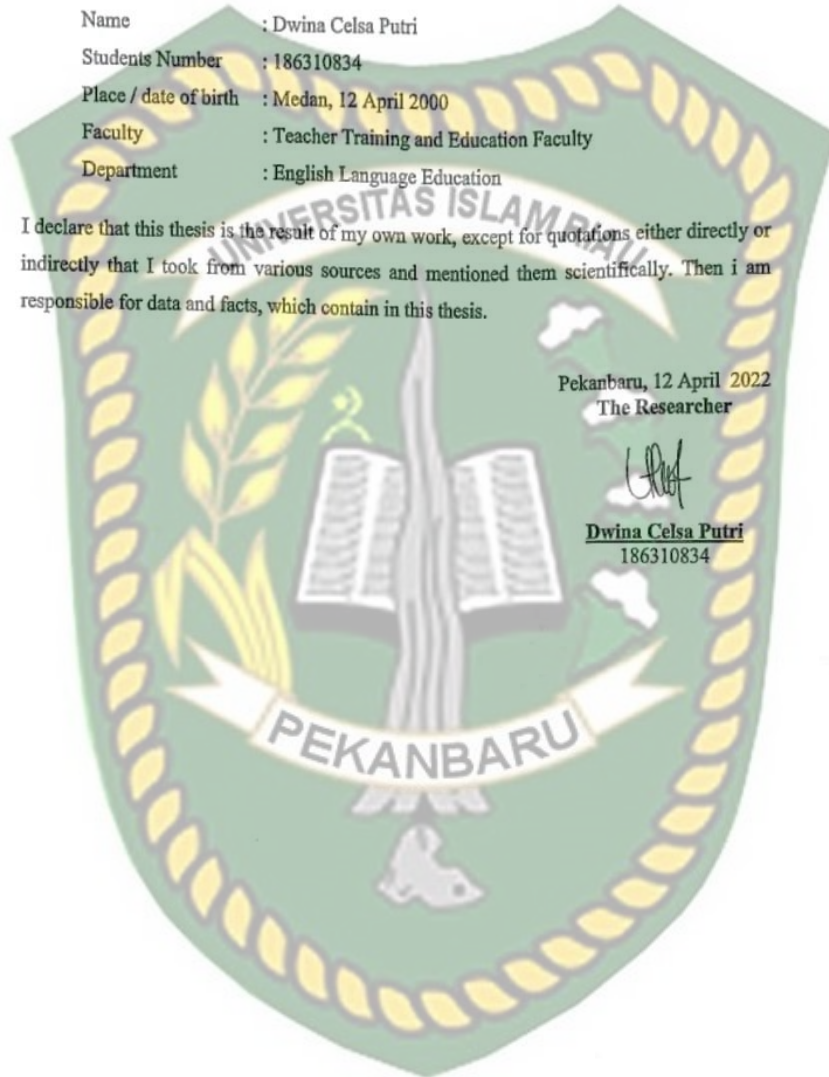 Name : Dwina Celsa Putri
Students Number : 186310834
Place / date of birth : Medan, 12 April 2000
Faculty : Teacher Training and Education Faculty
Department : English Language Education
UNIVERSITAS ISLAM RIAU
I declare that this thesis is the result of my own work, except for quotations either directly or
indirectly that I took from various sources and mentioned them scientifically. Then i am
responsible for data and facts, which contain in this thesis.
Pekanbaru, 12 April 2022
The Researcher
Dwina Celsa Putri
186310834
PEKANBARU